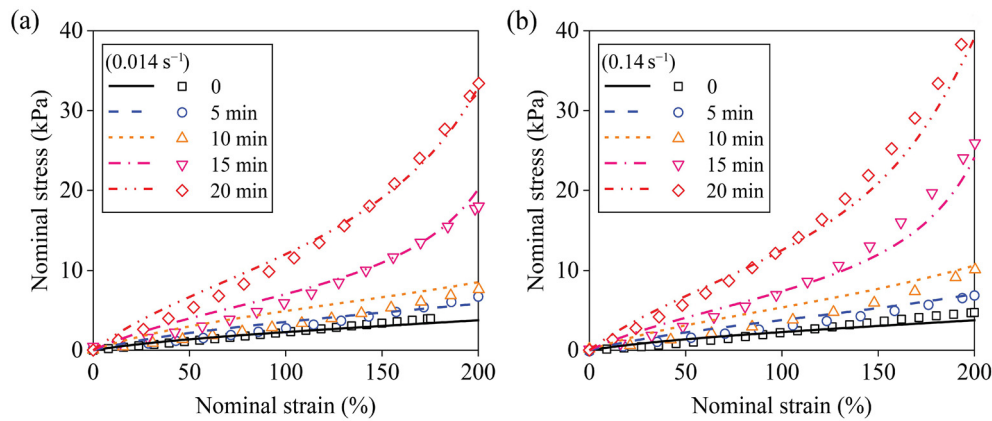 (a)
40
30
20
10
0
Nominal stress (kPa)
(0.014 s⁻¹)
0
5 min
10 min
15 min
20 min
0 50 100 150 200
Nominal strain (%)
(b)
40
30
20
10
0
Nominal stress (kPa)
(0.14 s⁻¹)
0
5 min
10 min
15 min
20 min
0 50 100 150 200
Nominal strain (%)